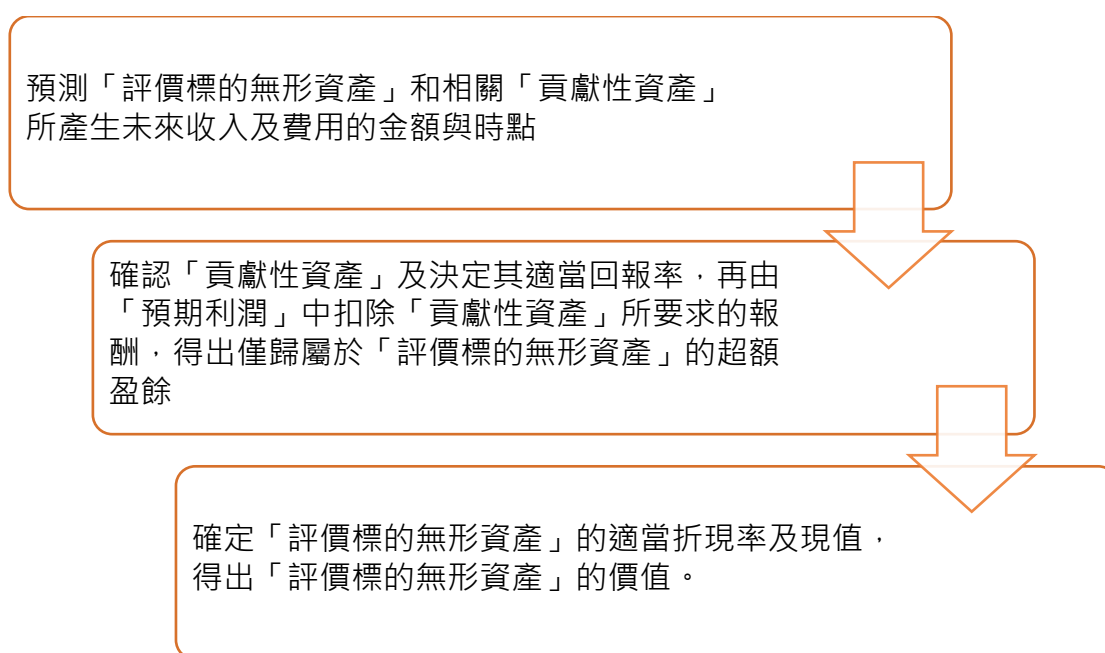 預測「評價標的無形資產」和相關「貢獻性資產」
所產生未來收入及費用的金額與時點
確認「貢獻性資產」及決定其適當回報率，再由
「預期利潤」中扣除「貢獻性資產」所要求的報
酬，得出僅歸屬於「評價標的無形資產」的超額
盈餘
確定「評價標的無形資產」的適當折現率及現值，
得出「評價標的無形資產」的價值。